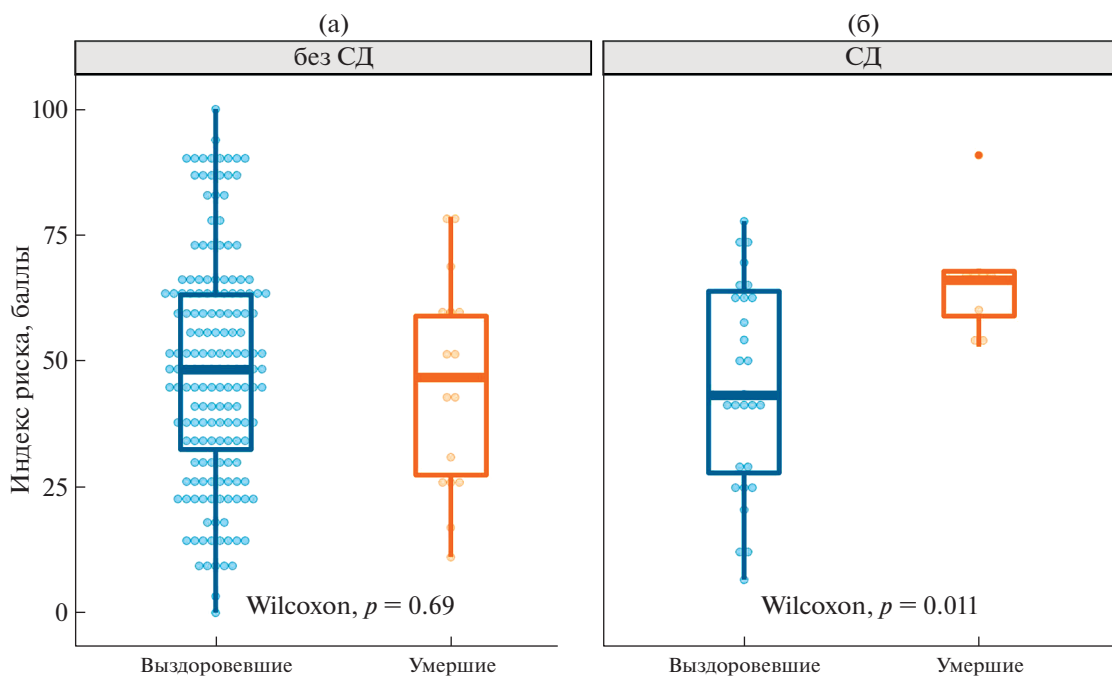 (а)
(б)
без СД
СД
Индекс риска, баллы
100
75
50
25
0
Wilcoxon, p = 0.69
Wilcoxon, p = 0.011
Выздоровевшие
Умершие
Выздоровевшие
Умершие